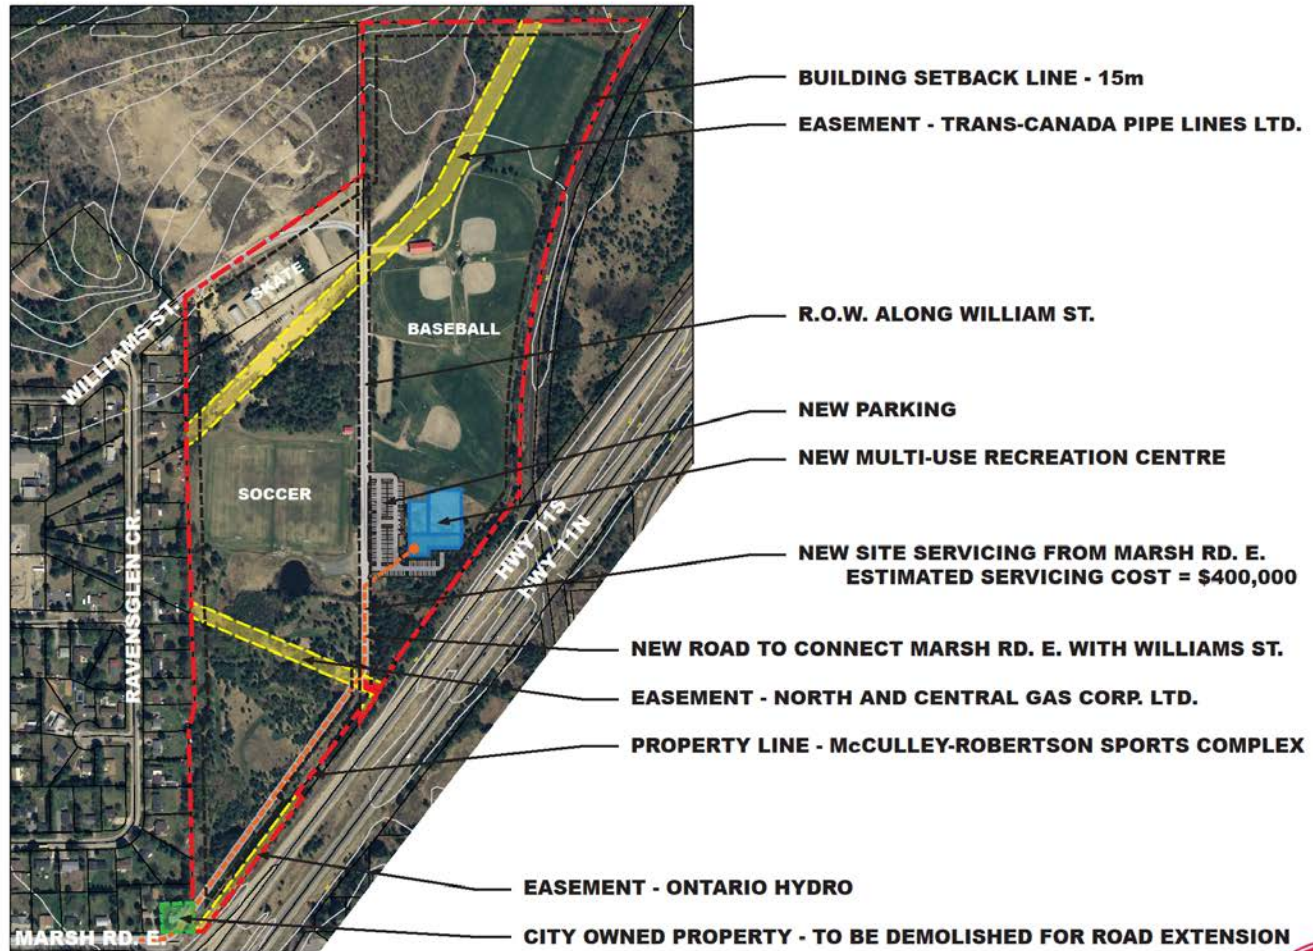 BUILDING SETBACK LINE - 15m
EASEMENT - TRANS-CANADA PIPE LINES LTD.
SKATE
WILLIAMS ST.
BASEBALL
R.O.W. ALONG WILLIAM ST.
NEW PARKING
NEW MULTI-USE RECREATION CENTRE
SOCCER
RAVENSGLEN CR.
HWY 11S
HWY 11N
NEW SITE SERVICING FROM MARSH RD. E.
ESTIMATED SERVICING COST = $400,000
NEW ROAD TO CONNECT MARSH RD. E. WITH WILLIAMS ST.
EASEMENT - NORTH AND CENTRAL GAS CORP. LTD.
PROPERTY LINE - McCULLEY-ROBERTSON SPORTS COMPLEX
EASEMENT - ONTARIO HYDRO
MARSH RD. E
CITY OWNED PROPERTY - TO BE DEMOLISHED FOR ROAD EXTENSION